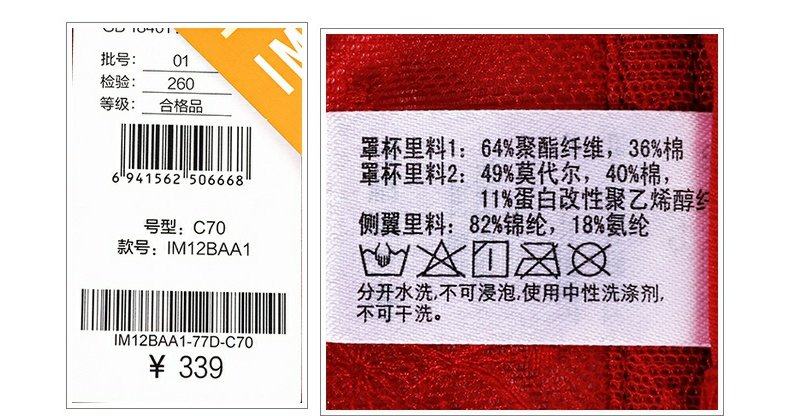 批号: 01
检验: 260
等级: 合格品
6 941562 506668
号型: C70
款号: IM12BAA1
IM12BAA1-77D-C70
¥ 339
IM
罩杯里料1: 64%聚酯纤维, 36%棉
罩杯里料2: 49%莫代尔, 40%棉,
11%蛋白改性聚乙烯醇纤
侧翼里料: 82%锦纶, 18%氨纶
分开水洗,不可浸泡,使用中性洗涤剂,
不可干洗。